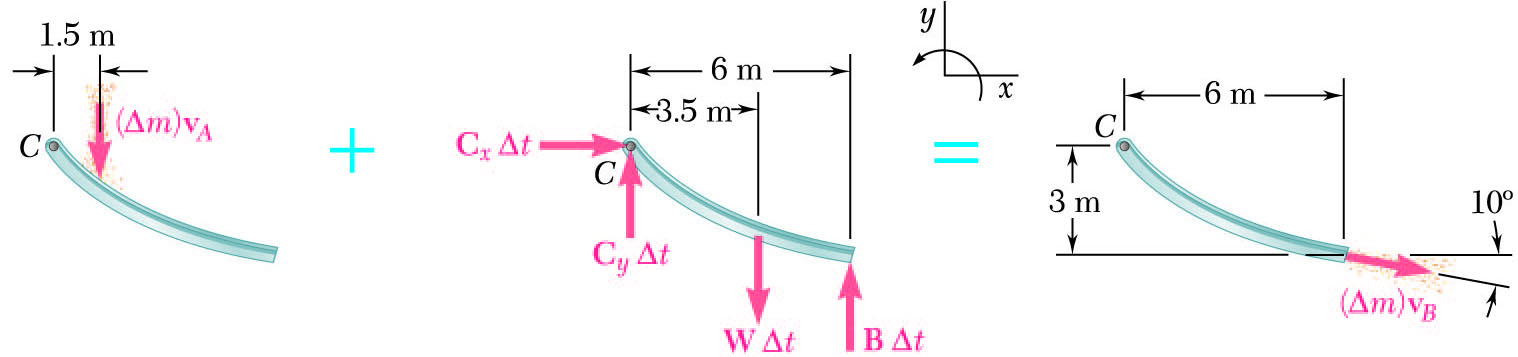 1.5 m
(Δm)v_A
C
+
6 m
3.5 m
C_x Δt
C
C_y Δt
W Δt
B Δt
y
x
=
6 m
C
3 m
10°
(Δm)v_B